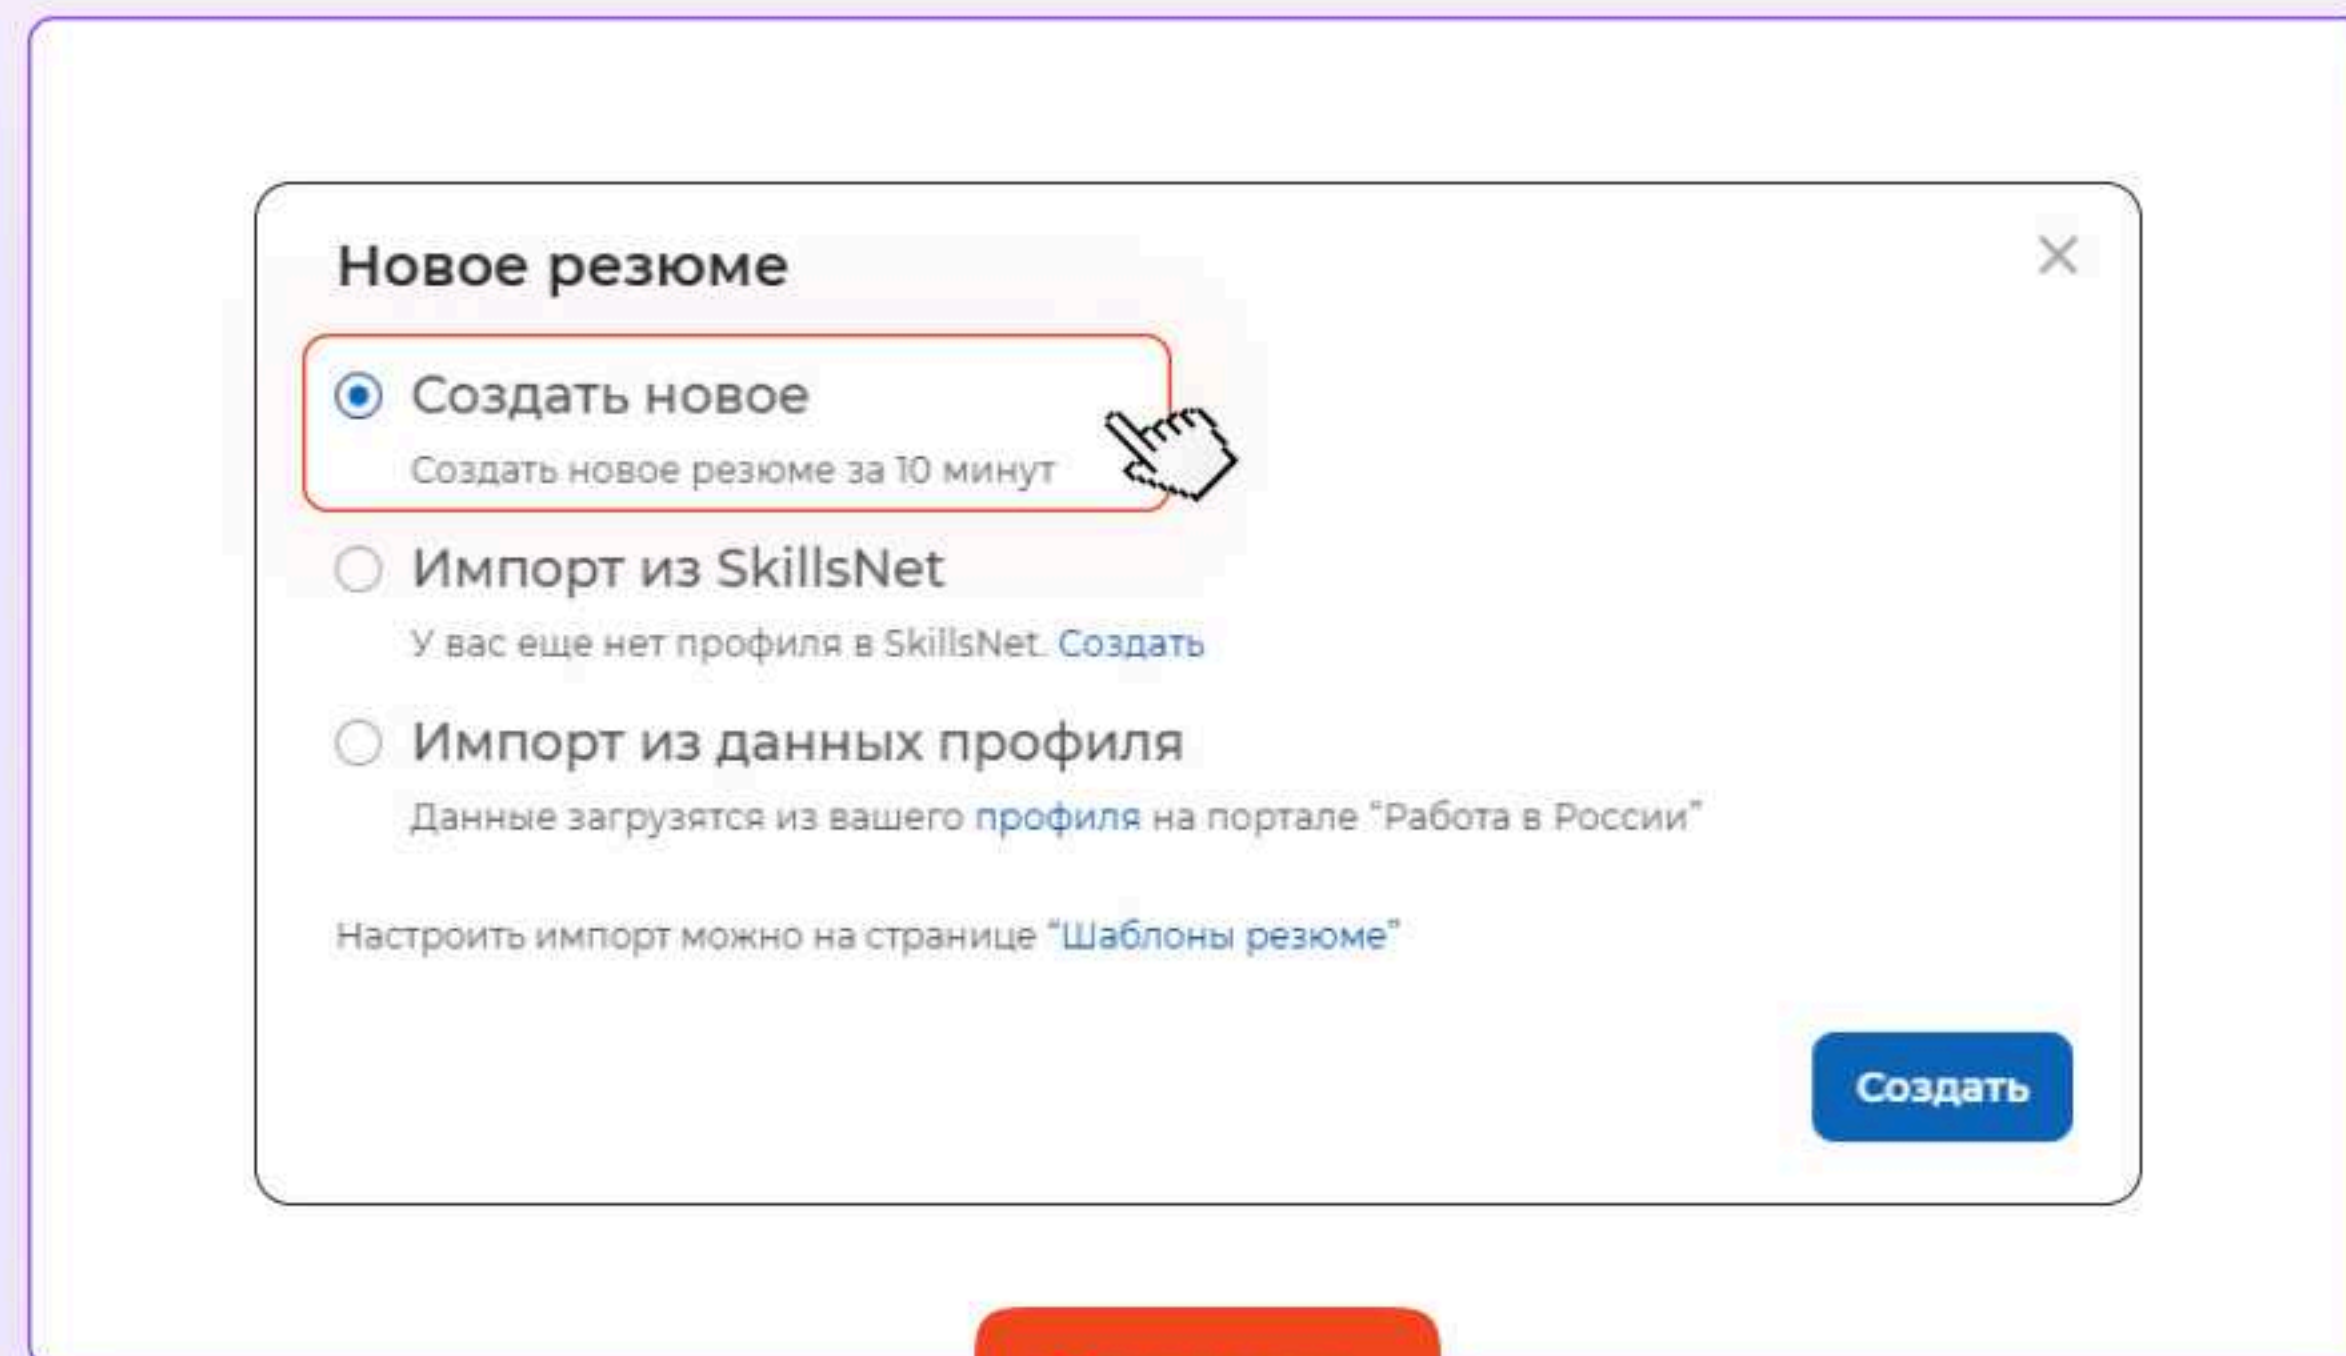 Новое резюме
Создать новое
Создать новое резюме за 10 минут
Импорт из SkillsNet
У вас еще нет профиля в SkillsNet. Создать
Импорт из данных профиля
Данные загрузятся из вашего профиля на портале “Работа в России”
Настроить импорт можно на странице “Шаблоны резюме”
Создать